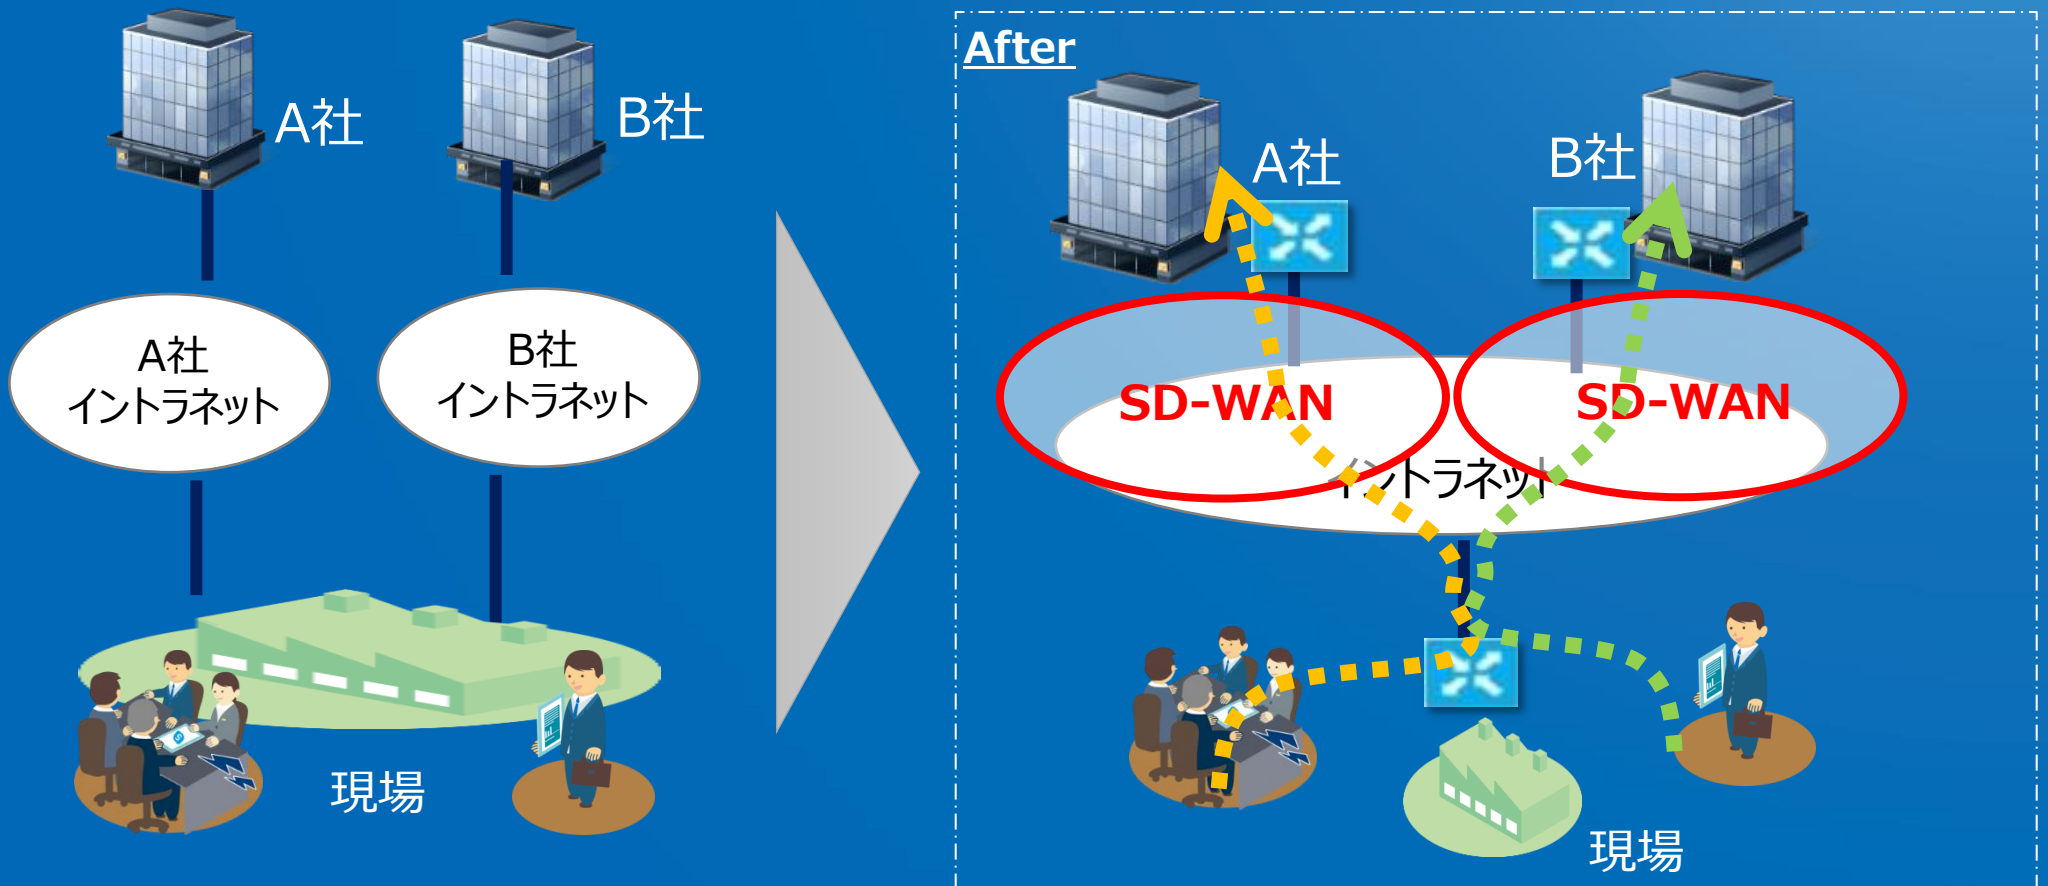 A社
B社
A社
イントラネット
B社
イントラネット
現場
After
A社
B社
SD-WAN
SD-WAN
イントラネット
現場